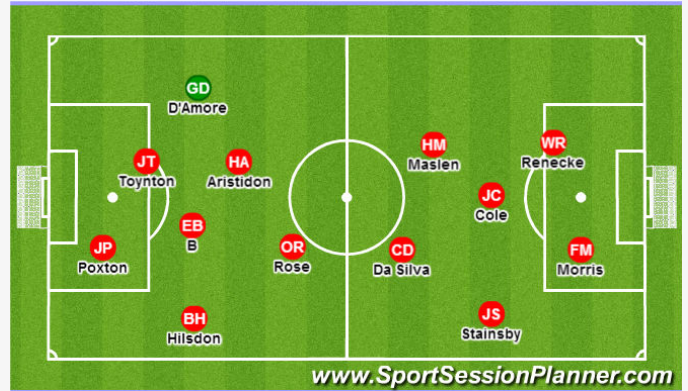 GD
D'Amore
JT
Toynton
HA
Aristidon
EB
B
JP
Poxton
OR
Rose
BH
Hilsdon
HM
Maslen
WR
Renecke
JC
Cole
CD
Da Silva
FM
Morris
JS
Stainsby
www.SportSessionPlanner.com